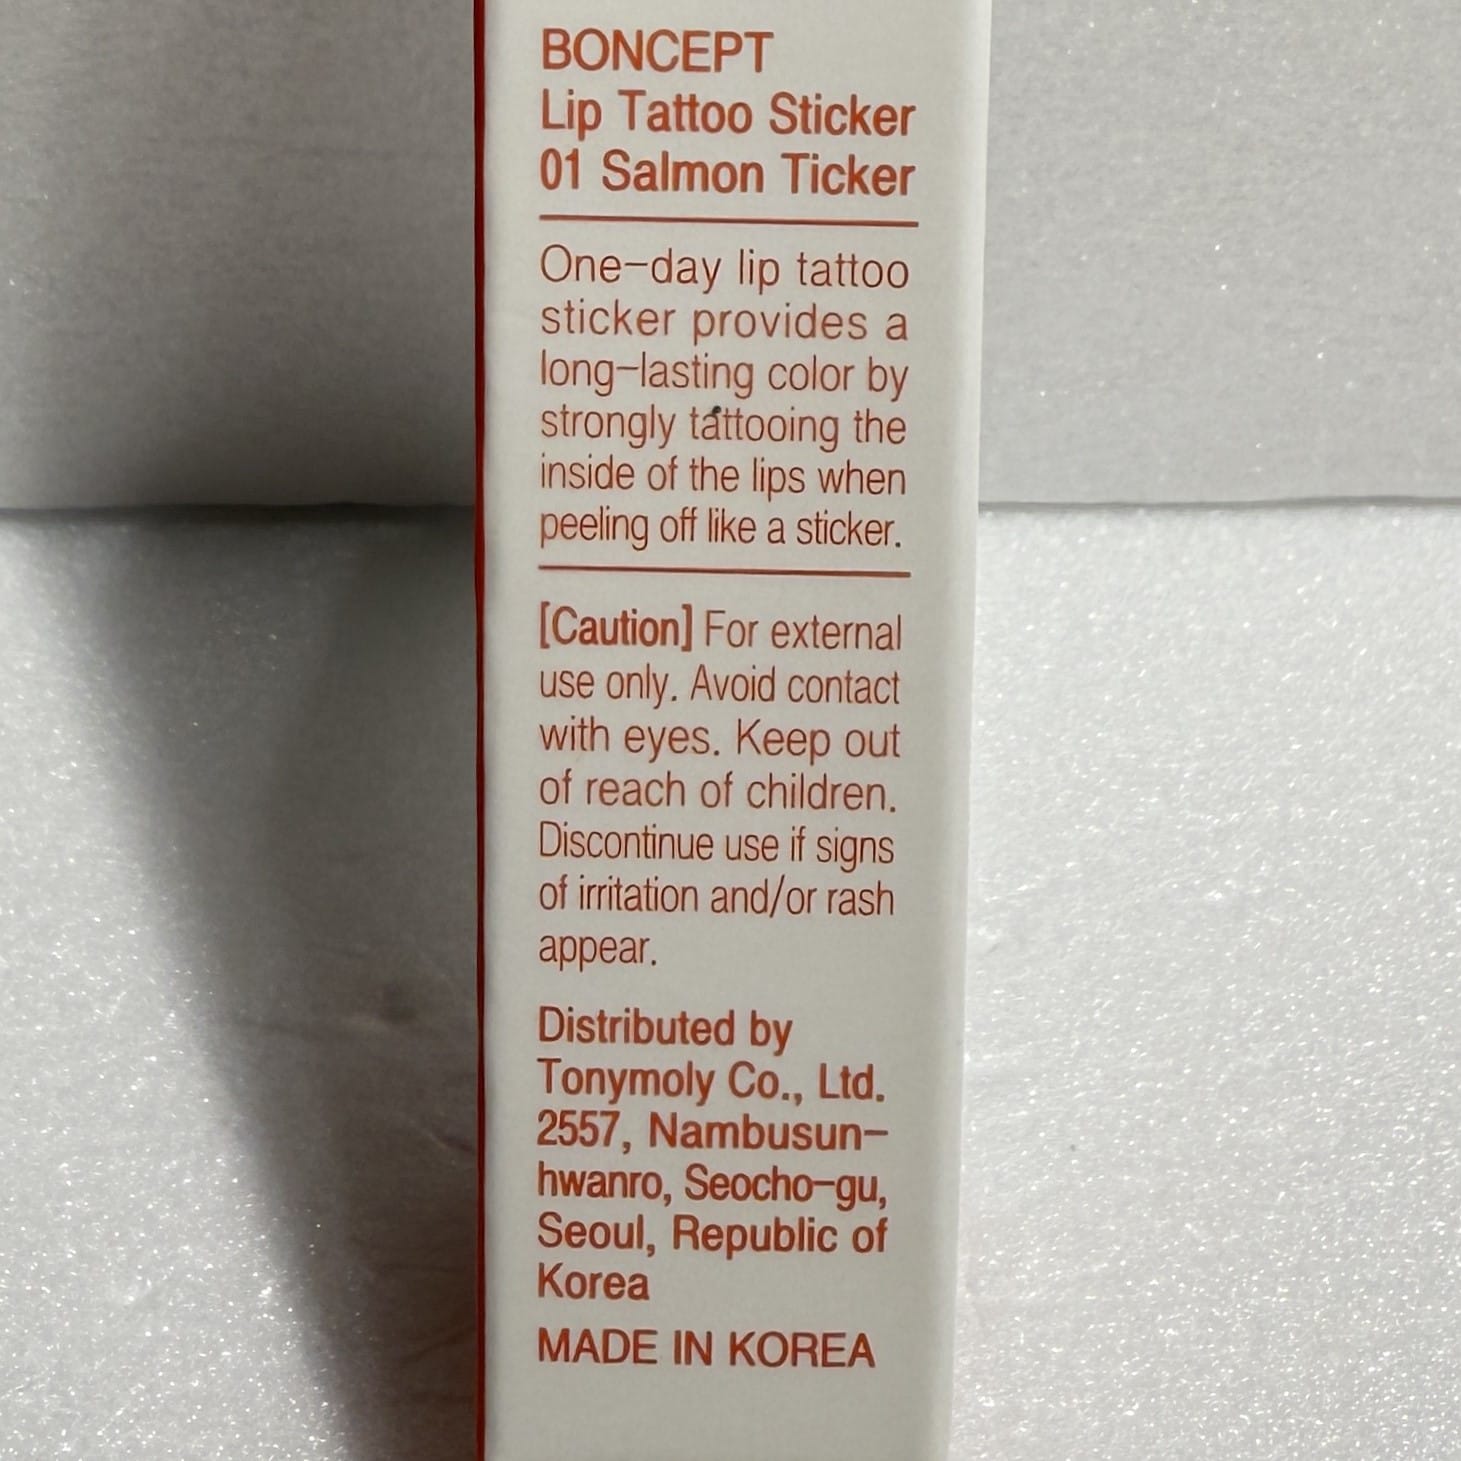 BONCEPT
Lip Tattoo Sticker
01 Salmon Ticker
One-day lip tattoo
sticker provides a
long-lasting color by
strongly tattooing the
inside of the lips when
peeling off like a sticker.
[Caution] For external
use only. Avoid contact
with eyes. Keep out
of reach of children.
Discontinue use if signs
of irritation and/or rash
appear.
Distributed by
Tonymoly Co., Ltd.
2557, Nambusun-
hwanro, Seocho-gu,
Seoul, Republic of
Korea
MADE IN KOREA